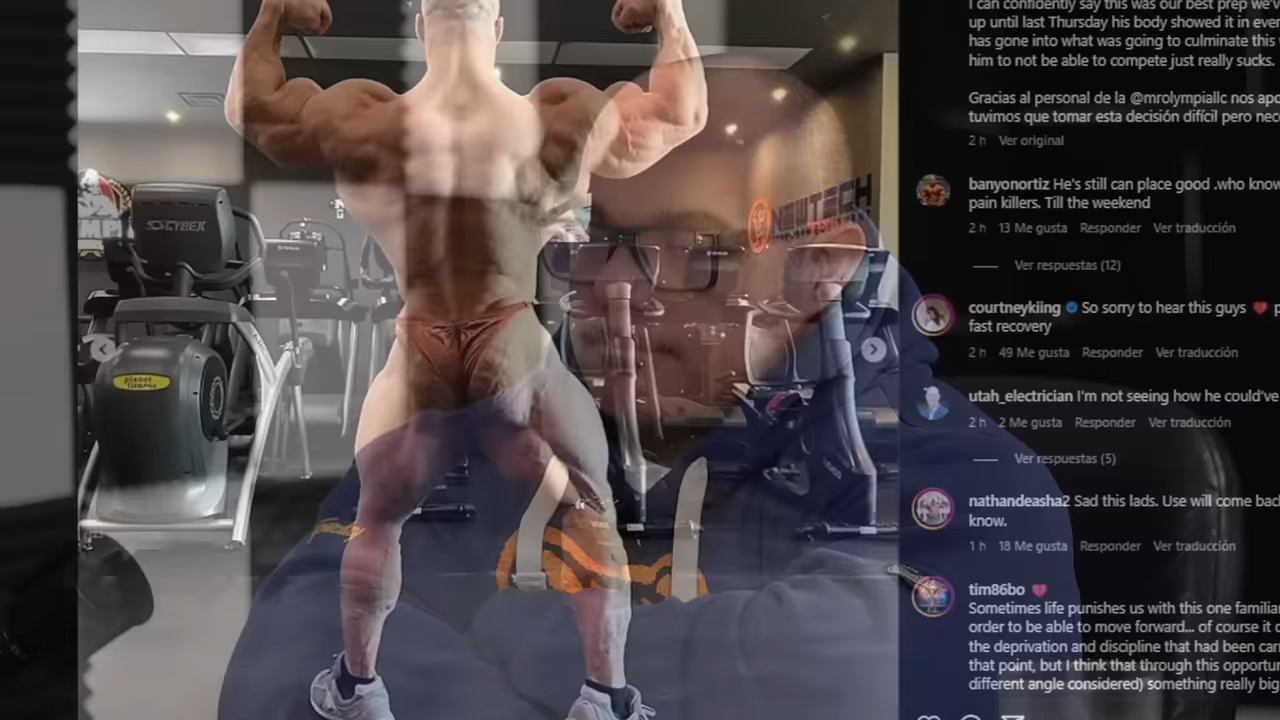 I can confidently say this was our best prep we'v
up until last Thursday his body showed it in ever
has gone into what was going to culminate this
him to not be able to compete just really sucks.
Gracias al personal de la @mrolympiallc nos apo
tuvimos que tomar esta decisión difícil pero nec
2 h Ver original
banyonortiz He's still can place good .who know
pain killers. Till the weekend
2 h 13 Me gusta Responder Ver traducción
Ver respuestas (12)
courtneykiing So sorry to hear this guys ❤️ p
fast recovery
2 h 49 Me gusta Responder Ver traducción
utah_electrician I'm not seeing how he could've
2 h 2 Me gusta Responder Ver traducción
Ver respuestas (5)
nathandeasha2 Sad this lads. Use will come back
know.
1 h 18 Me gusta Responder Ver traducción
tim86bo 💔
Sometimes life punishes us with this one familiar
order to be able to move forward... of course it
the deprivation and discipline that had been car
that point, but I think that through this opportun
different angle considered) something really big
CYBEX
planet fitness
NEWTECH